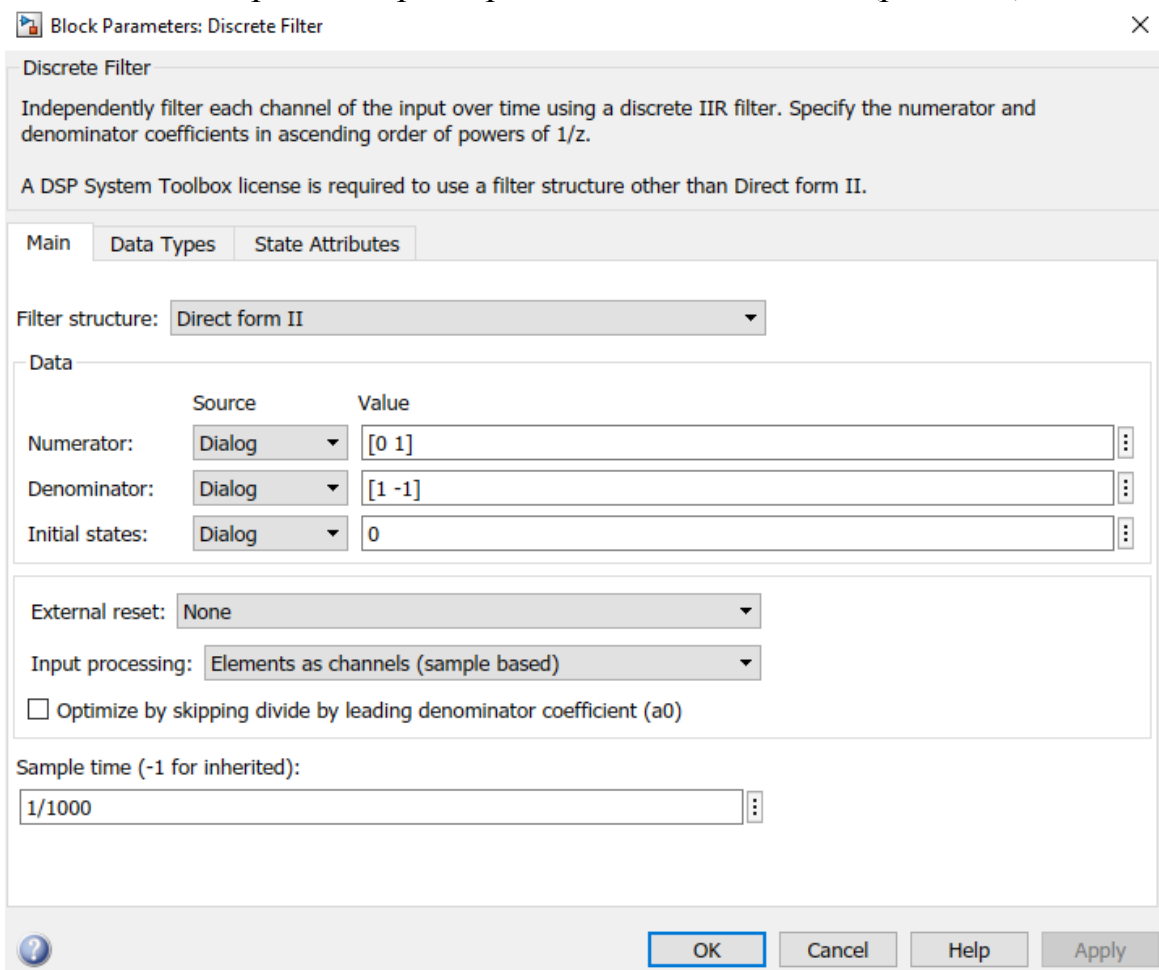 Block Parameters: Discrete Filter
Discrete Filter
Independently filter each channel of the input over time using a discrete IIR filter. Specify the numerator and
denominator coefficients in ascending order of powers of 1/z.
A DSP System Toolbox license is required to use a filter structure other than Direct form II.
Main Data Types State Attributes
Filter structure: Direct form II
Data
Source Value
Numerator: Dialog [0 1]
Denominator: Dialog [1 -1]
Initial states: Dialog 0
External reset: None
Input processing: Elements as channels (sample based)
Optimize by skipping divide by leading denominator coefficient (a0)
Sample time (-1 for inherited):
1/1000
OK Cancel Help Apply